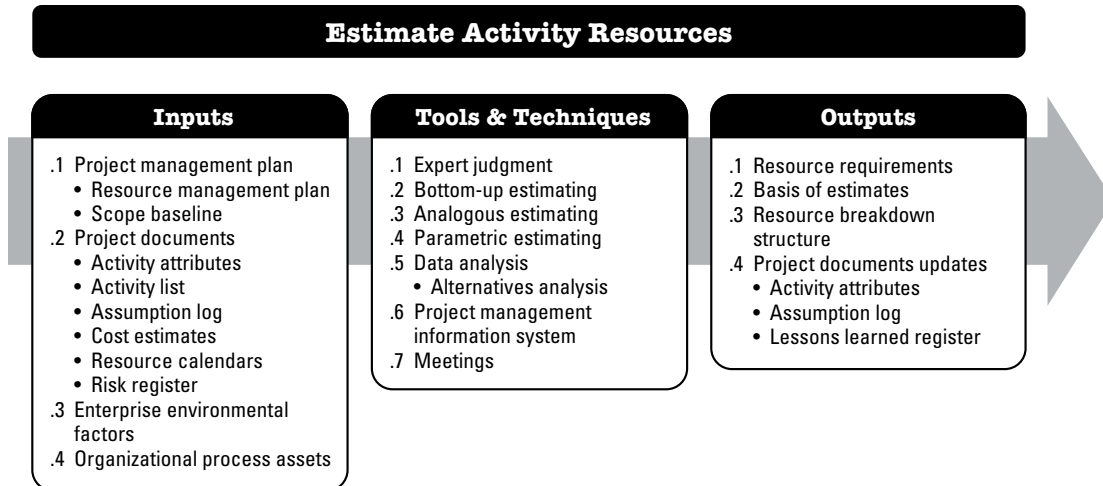 Estimate Activity Resources
Inputs
.1 Project management plan
• Resource management plan
• Scope baseline
.2 Project documents
• Activity attributes
• Activity list
• Assumption log
• Cost estimates
• Resource calendars
• Risk register
.3 Enterprise environmental
factors
.4 Organizational process assets
Tools & Techniques
.1 Expert judgment
.2 Bottom-up estimating
.3 Analogous estimating
.4 Parametric estimating
.5 Data analysis
• Alternatives analysis
.6 Project management
information system
.7 Meetings
Outputs
.1 Resource requirements
.2 Basis of estimates
.3 Resource breakdown
structure
.4 Project documents updates
• Activity attributes
• Assumption log
• Lessons learned register